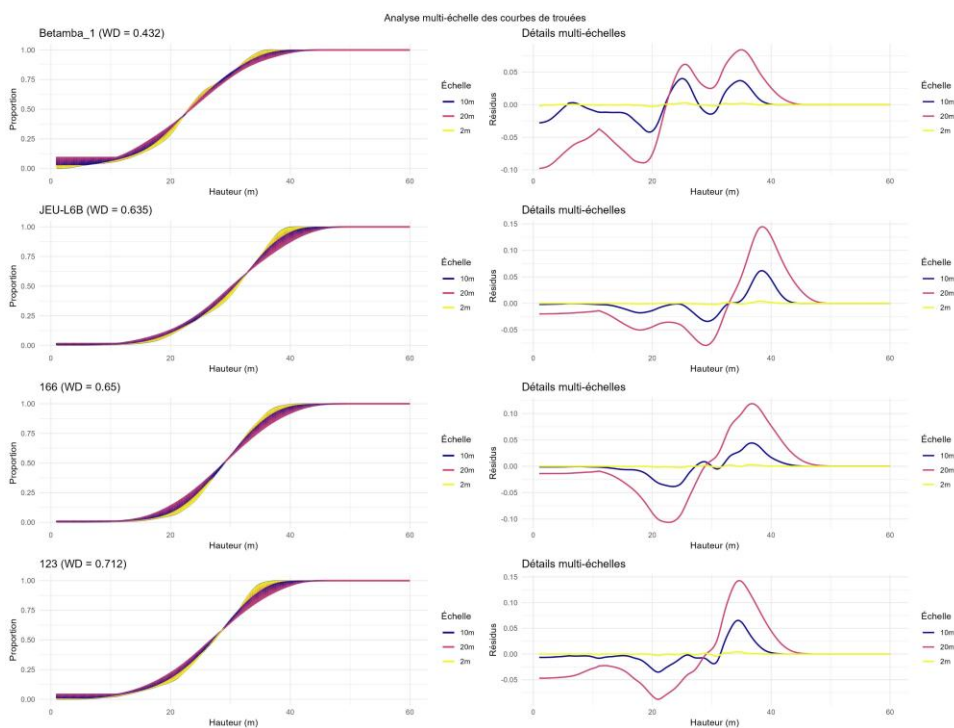 Analyse multi-échelle des courbes de trouées
Betamba_1 (WD = 0.432)
1.00
0.75
0.50
0.25
0.00
Proportion
0
20
40
60
Hauteur (m)
Échelle
10m
20m
2m
Détails multi-échelles
0.05
0.00
-0.05
-0.10
Résidus
0
20
40
60
Hauteur (m)
Échelle
10m
20m
2m
JEU-L6B (WD = 0.635)
1.00
0.75
0.50
0.25
0.00
Proportion
0
20
40
60
Hauteur (m)
Échelle
10m
20m
2m
Détails multi-échelles
0.15
0.10
0.05
0.00
-0.05
Résidus
0
20
40
60
Hauteur (m)
Échelle
10m
20m
2m
166 (WD = 0.65)
1.00
0.75
0.50
0.25
0.00
Proportion
0
20
40
60
Hauteur (m)
Échelle
10m
20m
2m
Détails multi-échelles
0.10
0.05
0.00
-0.05
-0.10
Résidus
0
20
40
60
Hauteur (m)
Échelle
10m
20m
2m
123 (WD = 0.712)
1.00
0.75
0.50
0.25
0.00
Proportion
0
20
40
60
Hauteur (m)
Échelle
10m
20m
2m
Détails multi-échelles
0.15
0.10
0.05
0.00
-0.05
Résidus
0
20
40
60
Hauteur (m)
Échelle
10m
20m
2m